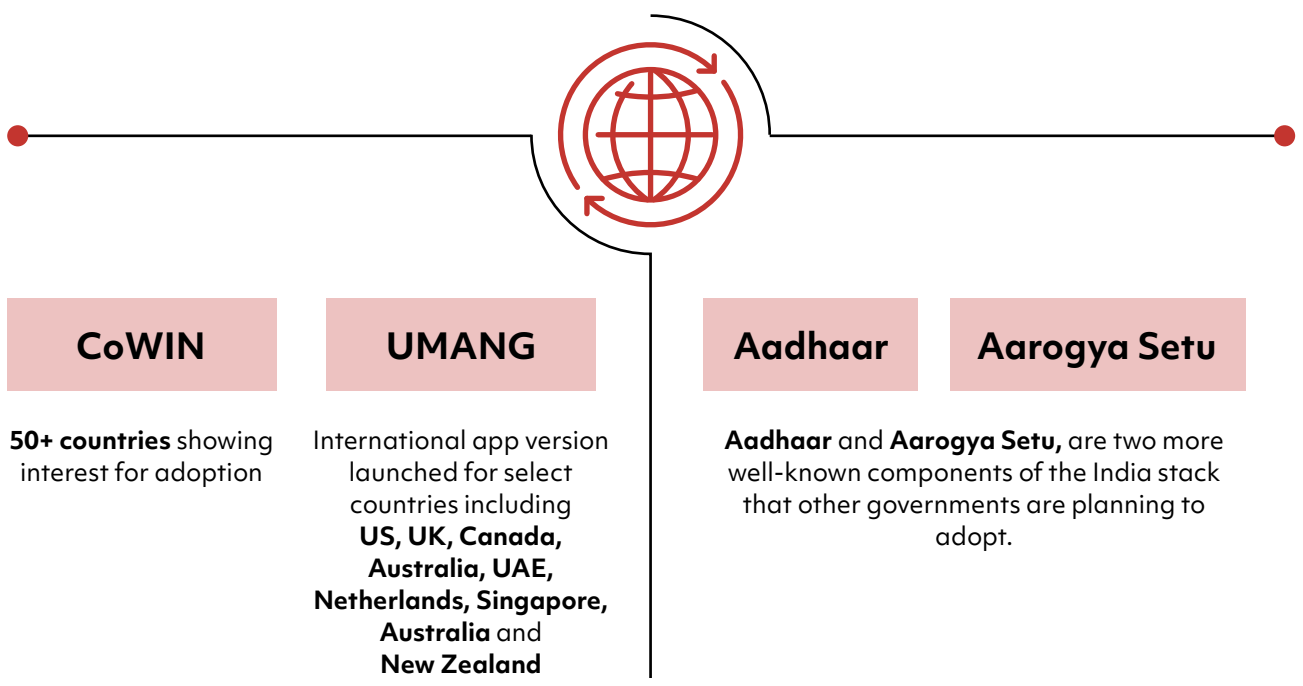 CoWIN
50+ countries showing
interest for adoption
UMANG
International app version
launched for select
countries including
US, UK, Canada,
Australia, UAE,
Netherlands, Singapore,
Australia and
New Zealand
Aadhaar
Aarogya Setu
Aadhaar and Aarogya Setu, are two more
well-known components of the India stack
that other governments are planning to
adopt.